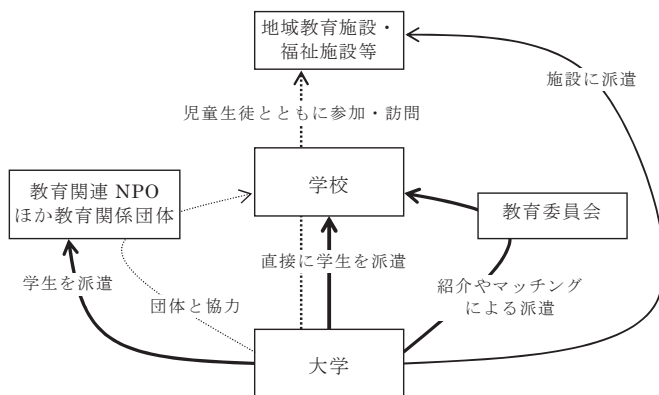 地域教育施設・
福祉施設等
施設に派遣
児童生徒とともに参加・訪問
学校
教育関連 NPO
ほか教育関係団体
教育委員会
直接に学生を派遣
学生を派遣
紹介やマッチング
による派遣
団体と協力
大学